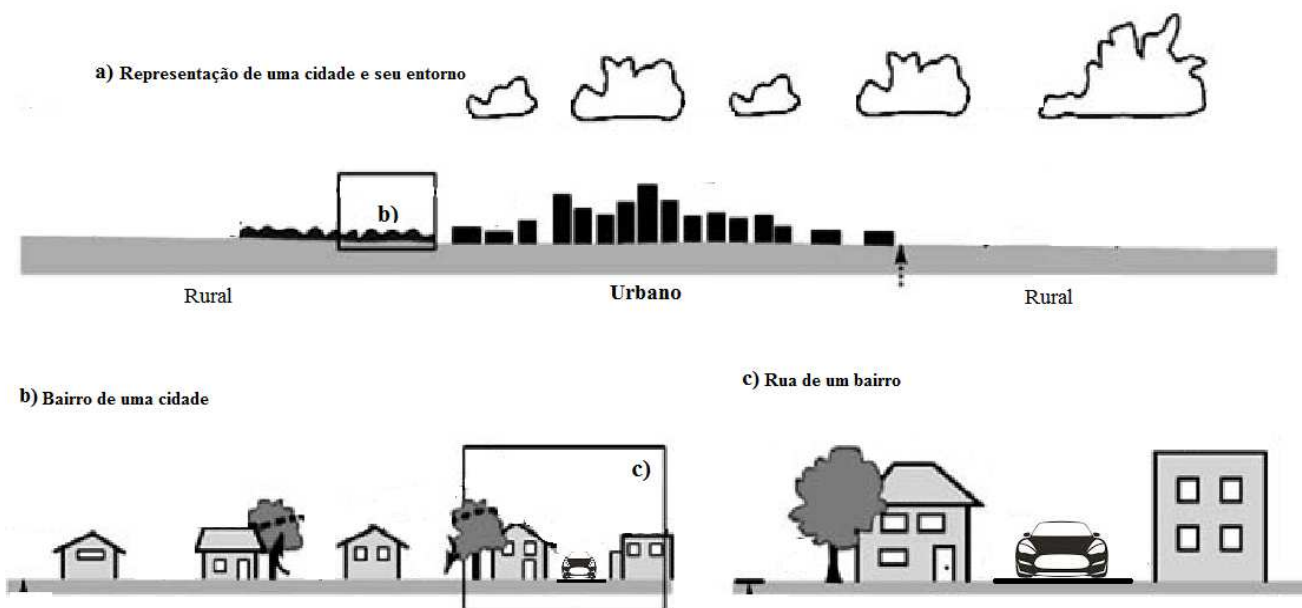 a) Representação de uma cidade e seu entorno
b)
Rural
Urbano
Rural
b) Bairro de uma cidade
c)
c) Rua de um bairro